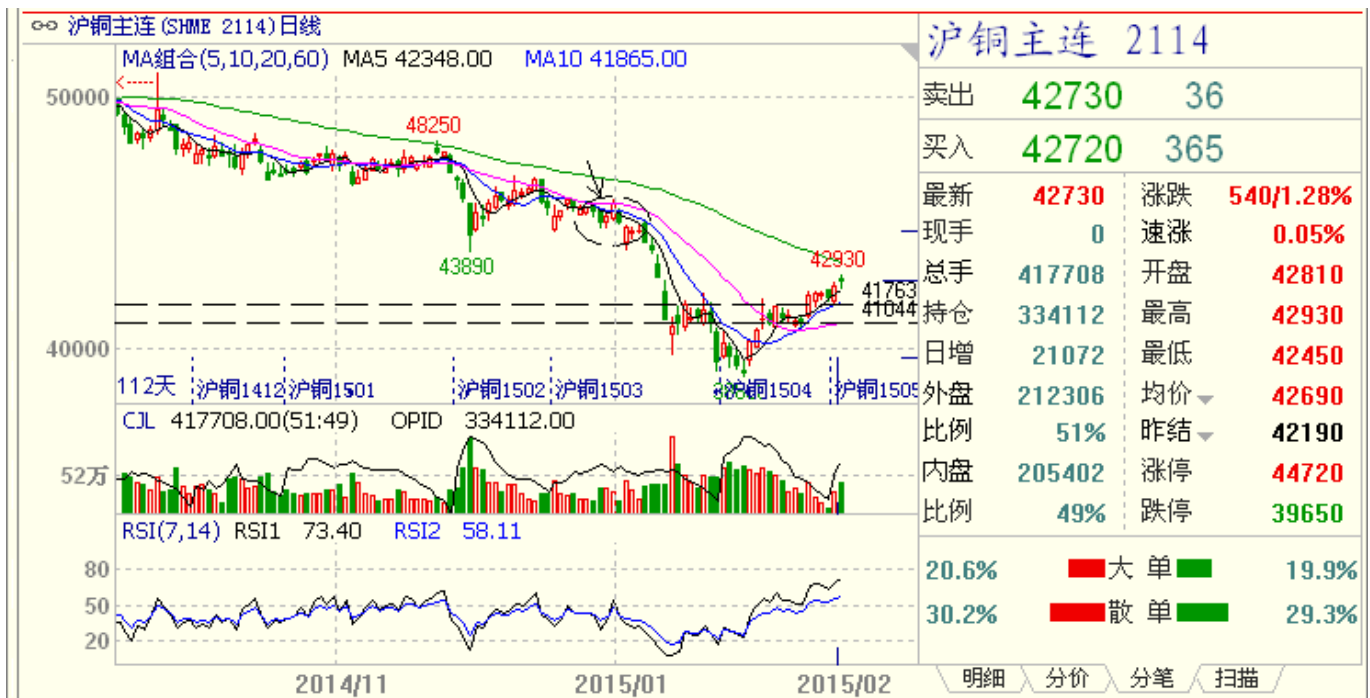 沪铜主连(SHME 2114)日线
MA组合(5,10,20,60) MA5 42348.00 MA10 41865.00
50000
48250
43890
42930
41763
41044
40000
112天 沪铜1412 沪铜1501 沪铜1502 沪铜1503 沪铜1504 沪铜1505
CJL 417708.00(51:49) OPID 334112.00
52万
RSI(7,14) RSI1 73.40 RSI2 58.11
80
50
20
2014/11 2015/01 2015/02
沪铜主连 2114
卖出 42730 36
买入 42720 365
最新 42730 涨跌 540/1.28%
现手 0 速涨 0.05%
总手 417708 开盘 42810
持仓 334112 最高 42930
日增 21072 最低 42450
外盘 212306 均价 42690
比例 51% 昨结 42190
内盘 205402 涨停 44720
比例 49% 跌停 39650
20.6% 大单 19.9%
30.2% 散单 29.3%
明细 分价 分笔 扫描